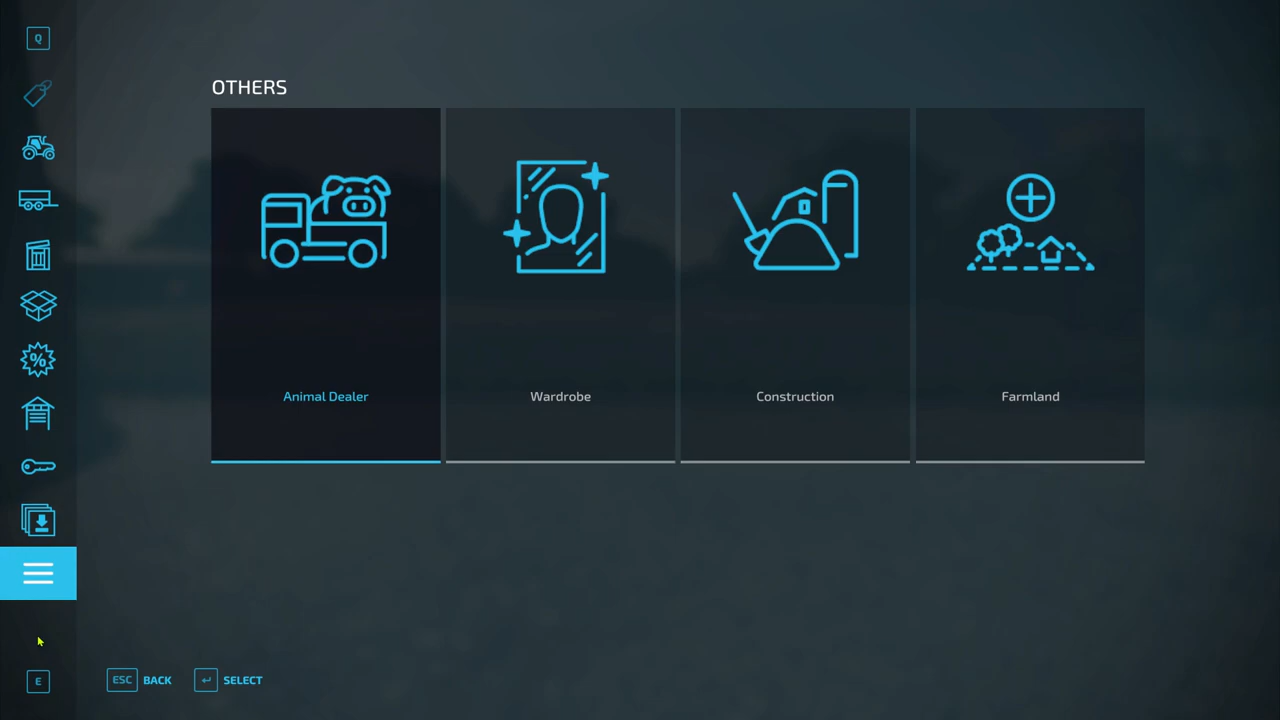 Q
OTHERS
Animal Dealer
Wardrobe
Construction
Farmland
%
E
ESC BACK
SELECT